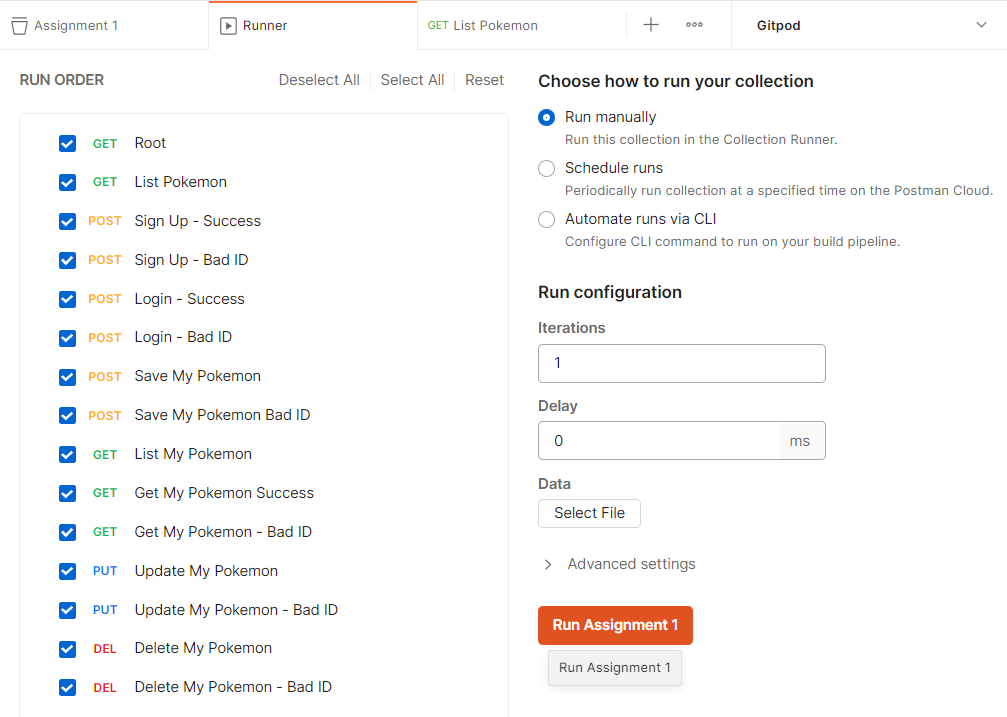 Assignment 1
Runner
GET List Pokemon
Gitpod
RUN ORDER
Deselect All
Select All
Reset
GET Root
GET List Pokemon
POST Sign Up - Success
POST Sign Up - Bad ID
POST Login - Success
POST Login - Bad ID
POST Save My Pokemon
POST Save My Pokemon Bad ID
GET List My Pokemon
GET Get My Pokemon Success
GET Get My Pokemon - Bad ID
PUT Update My Pokemon
PUT Update My Pokemon - Bad ID
DEL Delete My Pokemon
DEL Delete My Pokemon - Bad ID
Choose how to run your collection
Run manually
Run this collection in the Collection Runner.
Schedule runs
Periodically run collection at a specified time on the Postman Cloud.
Automate runs via CLI
Configure CLI command to run on your build pipeline.
Run configuration
Iterations
1
Delay
0 ms
Data
Select File
Advanced settings
Run Assignment 1
Run Assignment 1